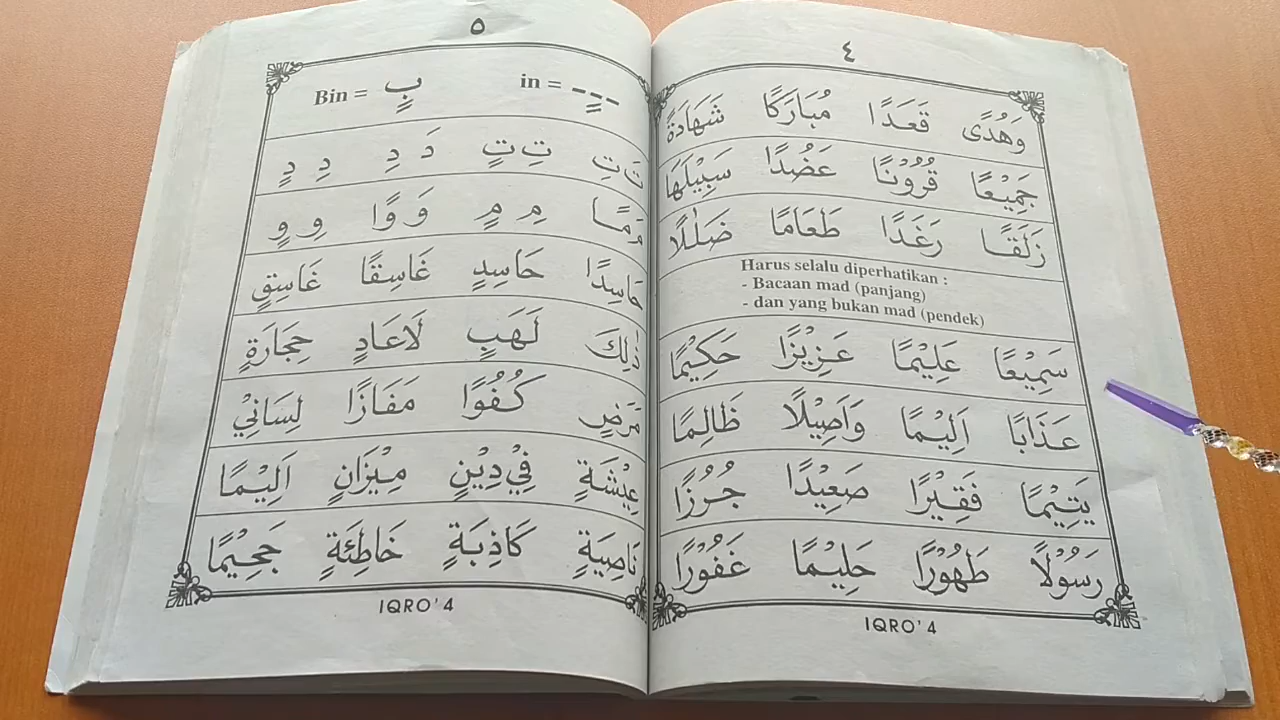 ٤
وَهُدًى قَعَدًا مُبَارَكًا شَهَادَةً
جَمِيْعًا قُرُوْنًا عَضُدًا سَبِيْلَهَا
زَلَقًا رَغَدًا طَعَامًا ضَلٰلًا
Harus selalu diperhatikan :
- Bacaan mad (panjang)
- dan yang bukan mad (pendek)
سَمِيْعًا عَلِيْمًا عَزِيْزًا حَكِيْمًا
عَذَابًا اَلِيْمًا وَاَصِيْلًا ظَالِمًا
يَتِيْمًا فَقِيْرًا صَعِيْدًا جُرُزًا
رَسُوْلًا طَهُوْرًا حَلِيْمًا غَفُوْرًا
IQRO' 4
٥
in = --ٍ- Bin = بٍ
تَ تِ تِ تٍ دَ دِ دِ دٍ
مَ مًا مِ مٍ وَ وًا وِ وٍ
حَاسِدًا حَاسِدٍ غَاسِقًا غَاسِقٍ
ذٰلِكَ لَهَبٍ لَاعَادٍ حِجَارَةٍ
مَرَضٍ كُفُوًا مَفَازًا لِسَانِيْ
عِيْشَةٍ فِيْ دِيْنٍ مِيْزَانٍ اَلِيْمًا
نَاصِيَةٍ كَاذِبَةٍ خَاطِئَةٍ جَحِيْمًا
IQRO' 4